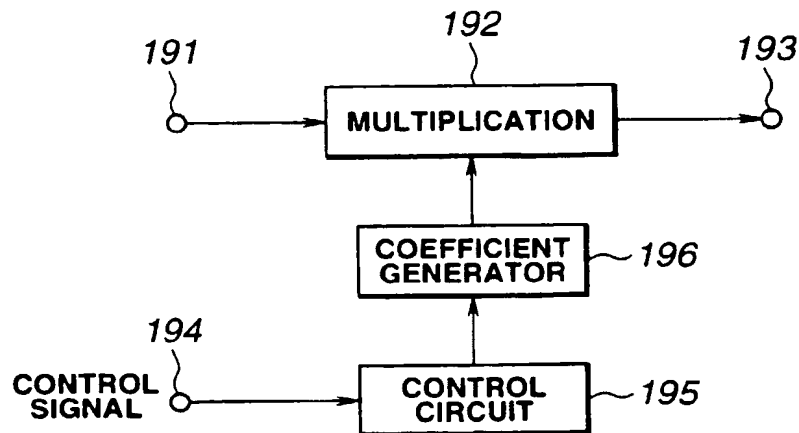 192
191
193
MULTIPLICATION
COEFFICIENT
GENERATOR
196
194
CONTROL
SIGNAL
CONTROL
CIRCUIT
195